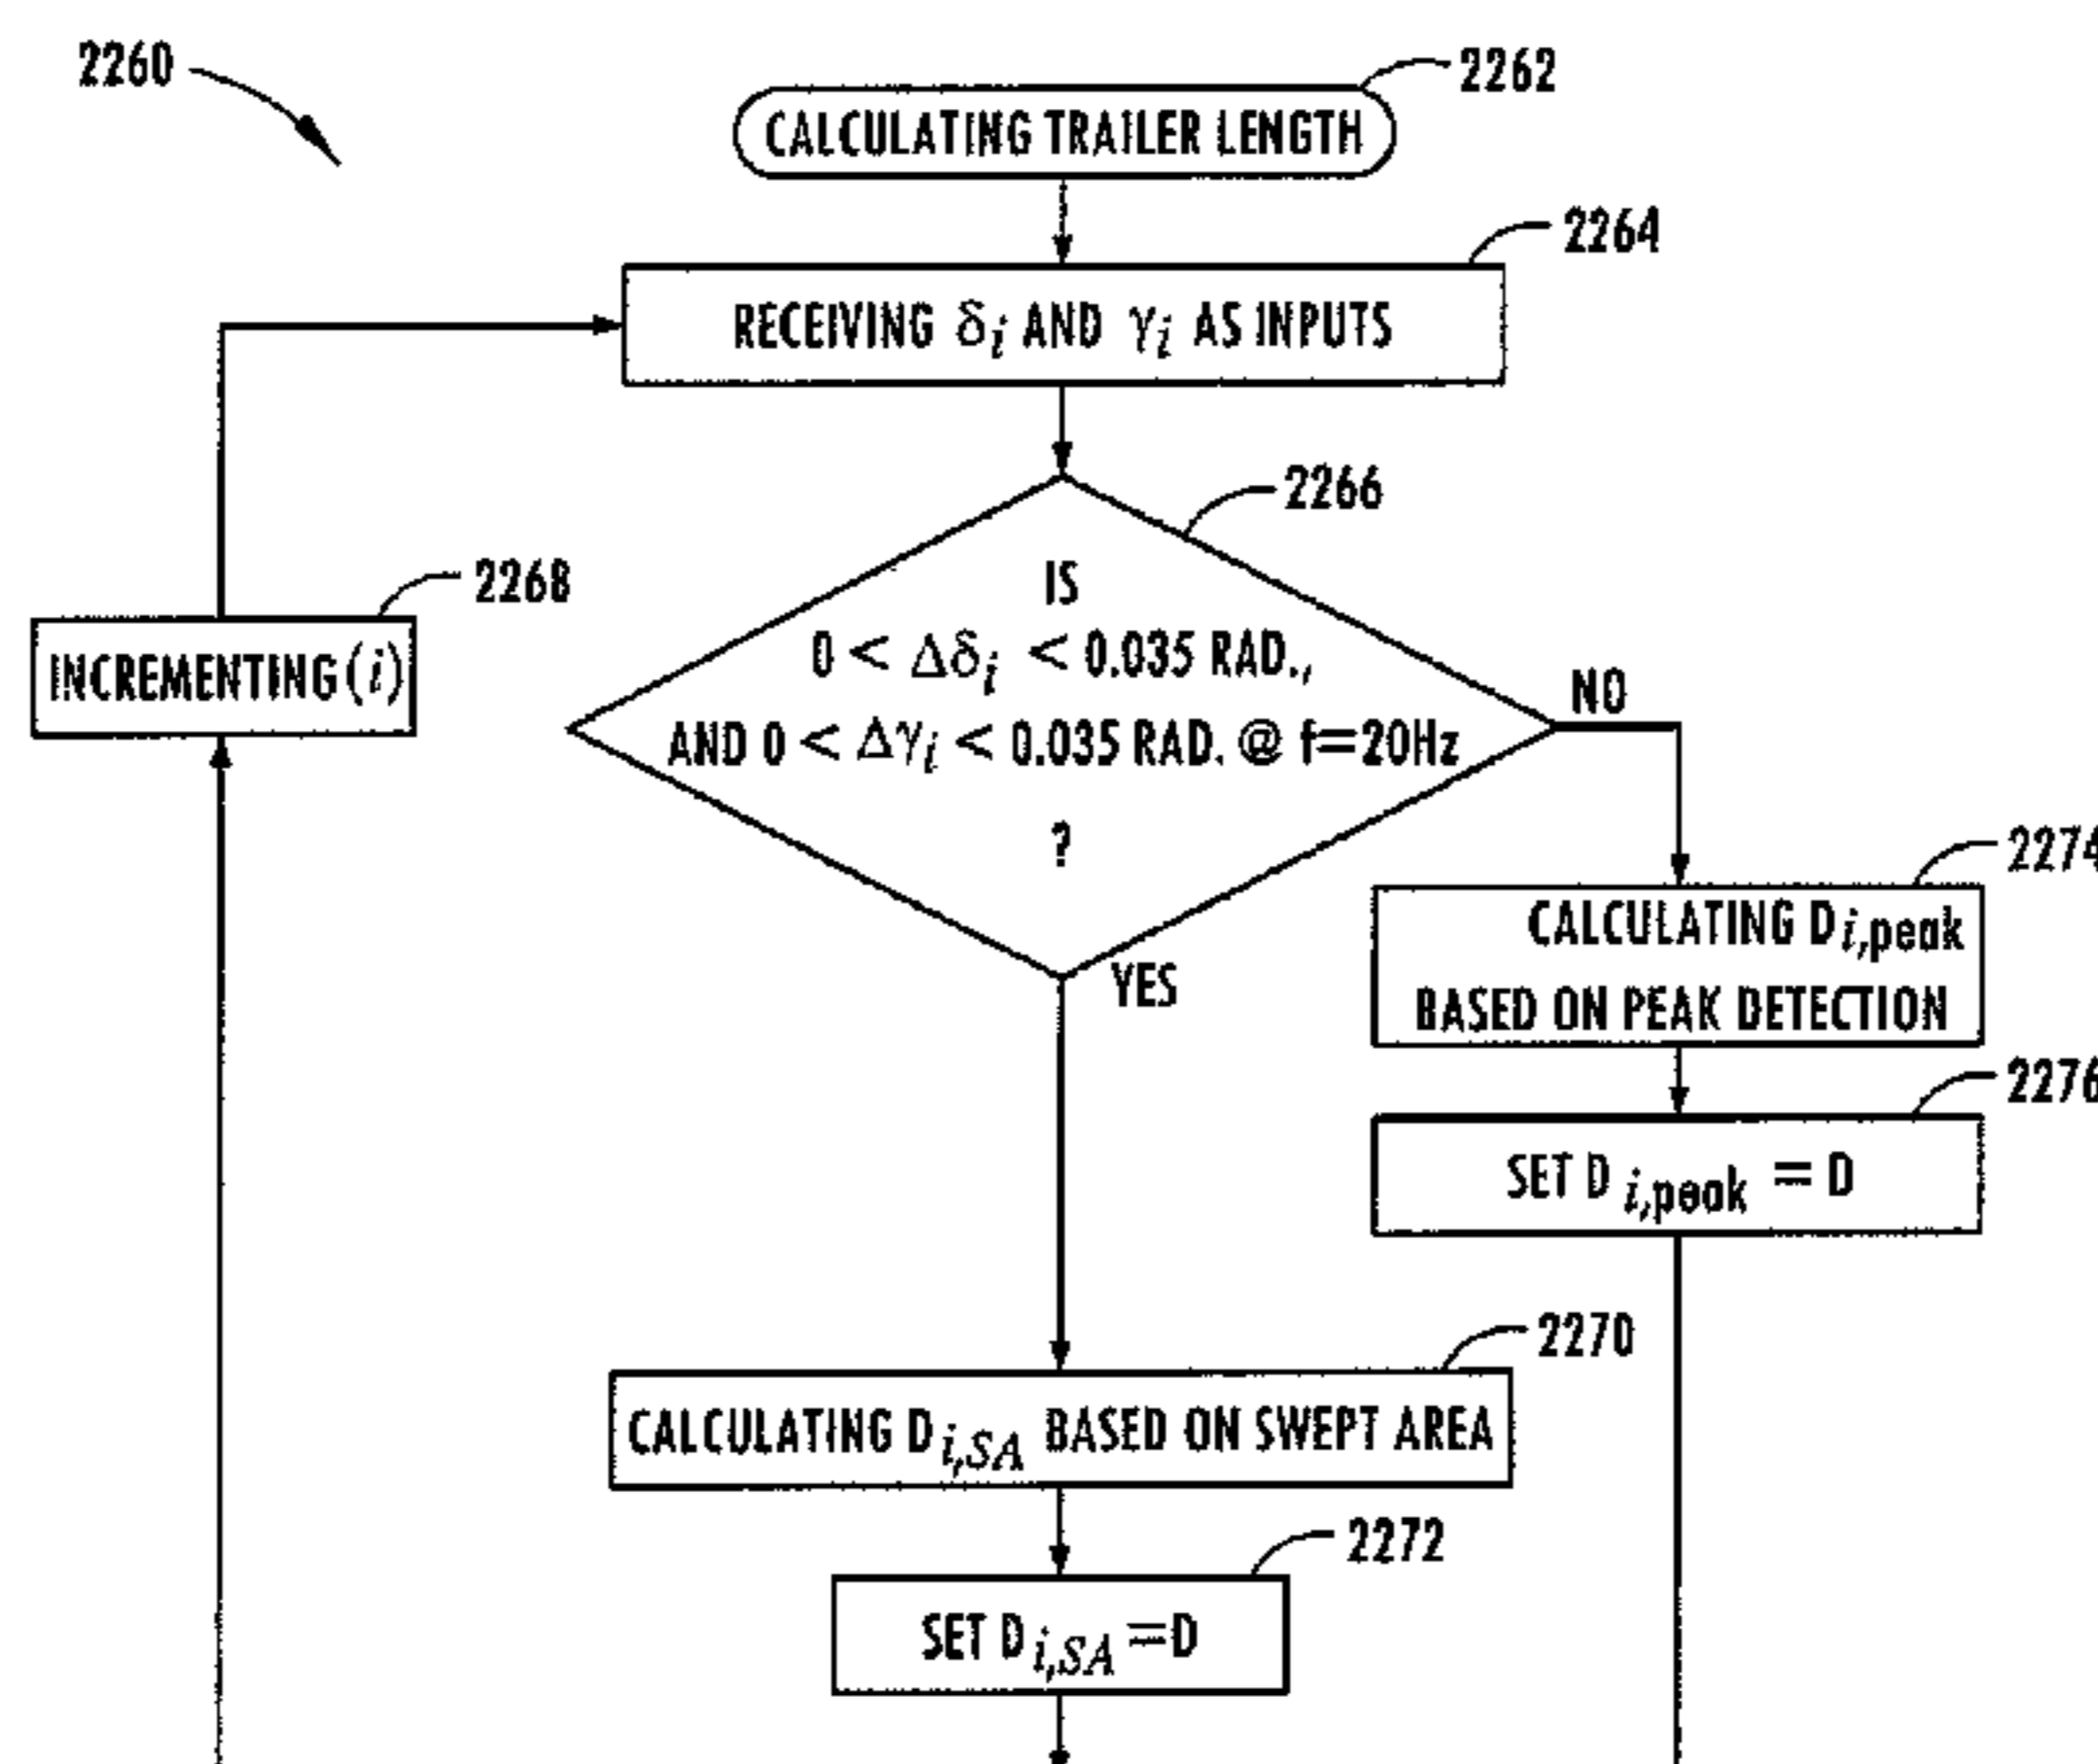 2260
2262
CALCULATING TRAILER LENGTH
2264
RECEIVING δi AND γi AS INPUTS
2266
IS
0 < Δδi < 0.035 RAD.,
AND 0 < Δγi < 0.035 RAD. @ f=20Hz
?
NO
YES
2268
INCREMENTING (i)
2274
CALCULATING Di,peak
BASED ON PEAK DETECTION
2276
SET D i,peak = D
2270
CALCULATING Di,SA BASED ON SWEPT AREA
2272
SET Di,SA =D